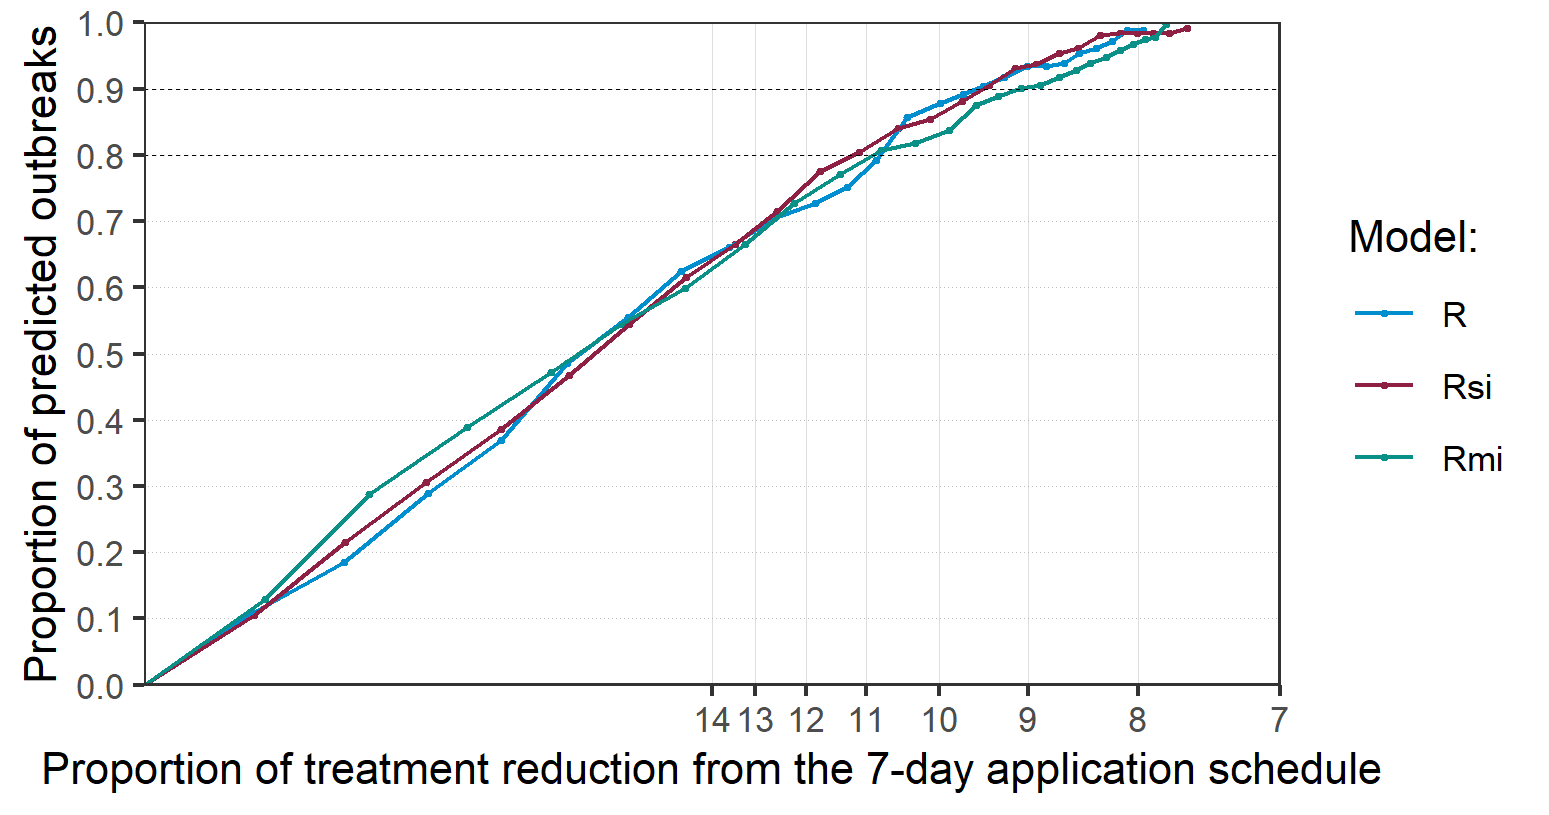 Proportion of predicted outbreaks
1.0
0.9
0.8
0.7
0.6
0.5
0.4
0.3
0.2
0.1
0.0
14 13 12 11 10 9 8 7
Proportion of treatment reduction from the 7-day application schedule
Model:
R
Rsi
Rmi